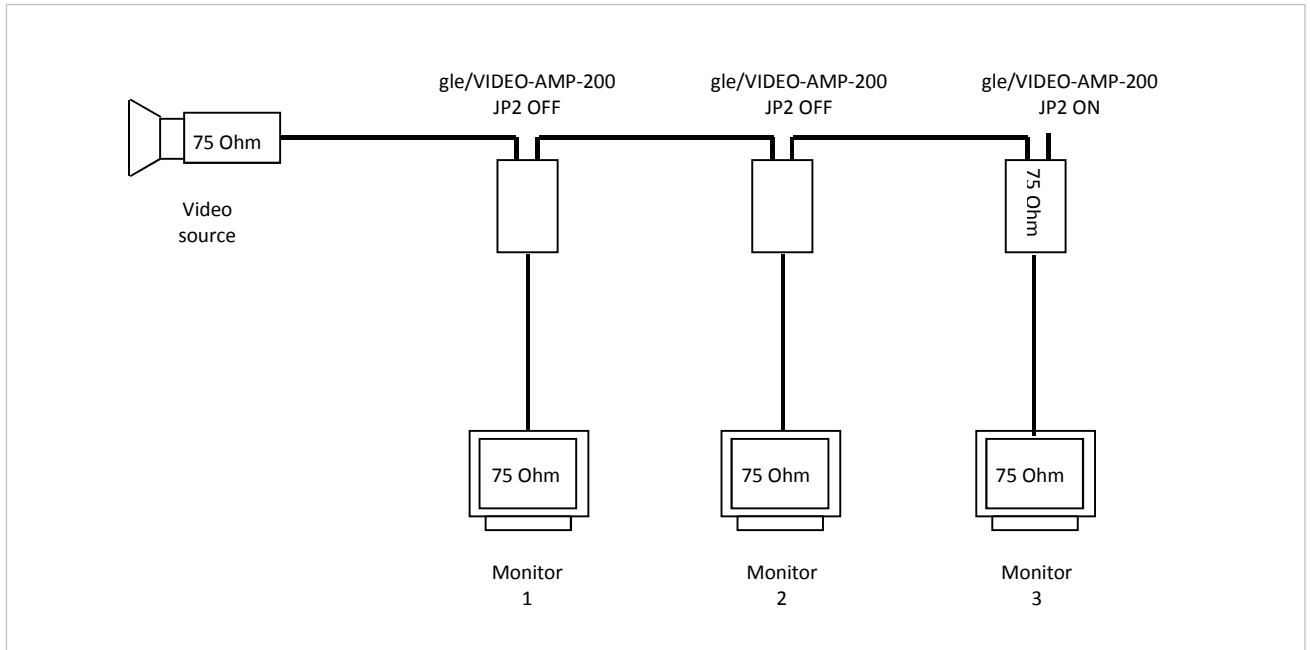 gle/VIDEO-AMP-200
JP2 OFF
gle/VIDEO-AMP-200
JP2 OFF
gle/VIDEO-AMP-200
JP2 ON
75 Ohm
Video
source
75 Ohm
75 Ohm
75 Ohm
75 Ohm
Monitor
1
Monitor
2
Monitor
3